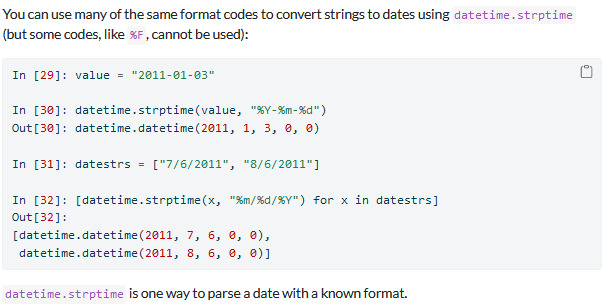 You can use many of the same format codes to convert strings to dates using datetime.strptime
(but some codes, like %F, cannot be used):
In [29]: value = "2011-01-03"
In [30]: datetime.strptime(value, "%Y-%m-%d")
Out[30]: datetime.datetime(2011, 1, 3, 0, 0)
In [31]: datestrs = ["7/6/2011", "8/6/2011"]
In [32]: [datetime.strptime(x, "%m/%d/%Y") for x in datestrs]
Out[32]:
[datetime.datetime(2011, 7, 6, 0, 0),
 datetime.datetime(2011, 8, 6, 0, 0)]
datetime.strptime is one way to parse a date with a known format.